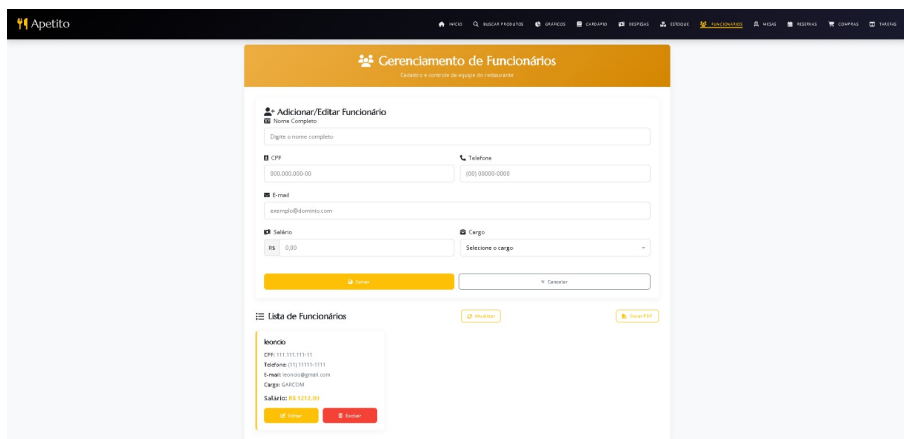 Apetito
INICIO BUSCAR PRODUTOS GRÁFICOS CARDÁPIO DESPESAS ESTOQUE FUNCIONÁRIOS MESAS RESERVAS COMPRAS TAREFAS
Gerenciamento de Funcionários
Cadastro e controle de equipe do restaurante
Adicionar/Editar Funcionário
Nome Completo
Digite o nome completo
CPF Telefone
000.000.000-00 (00) 00000-0000
E-mail
exemplo@dominio.com
Salário Cargo
R$ 0,00 Selecione o cargo
Salvar Cancelar
Lista de Funcionários Atualizar Gerar PDF
leoncio
CPF: 111.111.111-11
Telefone: (11) 11111-1111
E-mail: leoncio@gmail.com
Cargo: GARCOM
Salário: R$ 1212,00
Editar Excluir